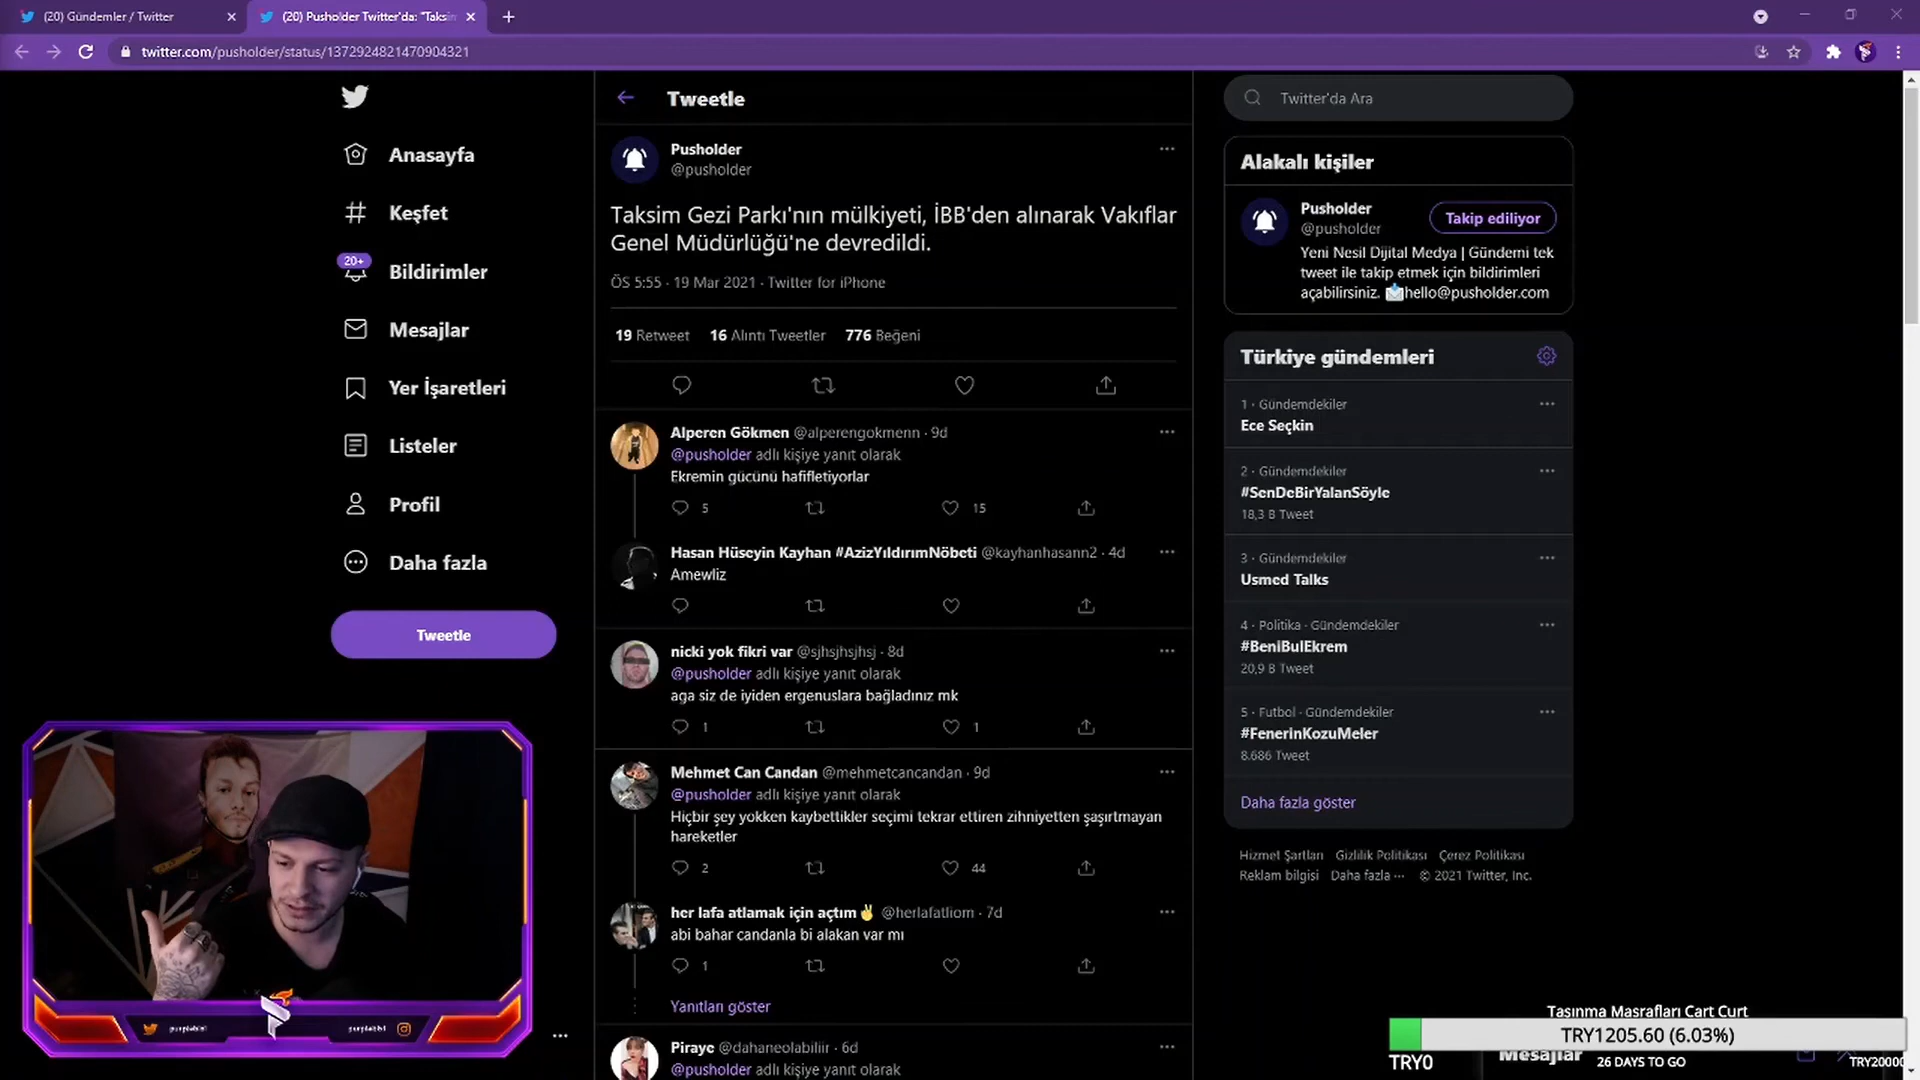 (20) Gündemler / Twitter
(20) Pusholder Twitter'da: "Taksim
twitter.com/pusholder/status/1372924821470904321
Anasayfa
Keşfet
20+
Bildirimler
Mesajlar
Yer İşaretleri
Listeler
Profil
Daha fazla
Tweetle
Tweetle
Pusholder
@pusholder
Taksim Gezi Parkı'nın mülkiyeti, İBB'den alınarak Vakıflar
Genel Müdürlüğü'ne devredildi.
ÖS 5:55 · 19 Mar 2021 · Twitter for iPhone
19 Retweet 16 Alıntı Tweetler 776 Beğeni
Alperen Gökmen @alperengokmenn · 9d
@pusholder adlı kişiye yanıt olarak
Ekremin gücünü hafifletiyorlar
5 15
Hasan Hüseyin Kayhan #AzizYıldırımNöbeti @kayhanhasann2 · 4d
Amewliz
nicki yok fikri var @sjhsjhsjhsj · 8d
@pusholder adlı kişiye yanıt olarak
aga siz de iyiden ergenuslara bağladınız mk
1 1
Mehmet Can Candan @mehmetcancandan · 9d
@pusholder adlı kişiye yanıt olarak
Hiçbir şey yokken kaybettikler seçimi tekrar ettiren zihniyetten şaşırtmayan
hareketler
2 44
her lafa atlamak için açtım✌ @herlafatliom · 7d
abi bahar candanla bi alakan var mı
1
Yanıtları göster
Piraye @dahaneolabiliir · 6d
@pusholder adlı kişiye yanıt olarak
Twitter'da Ara
Alakalı kişiler
Pusholder
@pusholder
Takip ediliyor
Yeni Nesil Dijital Medya | Gündemi tek
tweet ile takip etmek için bildirimleri
açabilirsiniz. 📩hello@pusholder.com
Türkiye gündemleri
1 · Gündemdekiler
Ece Seçkin
2 · Gündemdekiler
#SenDeBirYalanSöyle
18,3 B Tweet
3 · Gündemdekiler
Usmed Talks
4 · Politika · Gündemdekiler
#BeniBulEkrem
20,9 B Tweet
5 · Futbol · Gündemdekiler
#FenerinKozuMeler
8.686 Tweet
Daha fazla göster
Hizmet Şartları Gizlilik Politikası Çerez Politikası
Reklam bilgisi Daha fazla ··· © 2021 Twitter, Inc.
Taşınma Masrafları Cart Curt
TRY1205.60 (6.03%)
Mesajlar
TRY0
26 DAYS TO GO
TRY20000